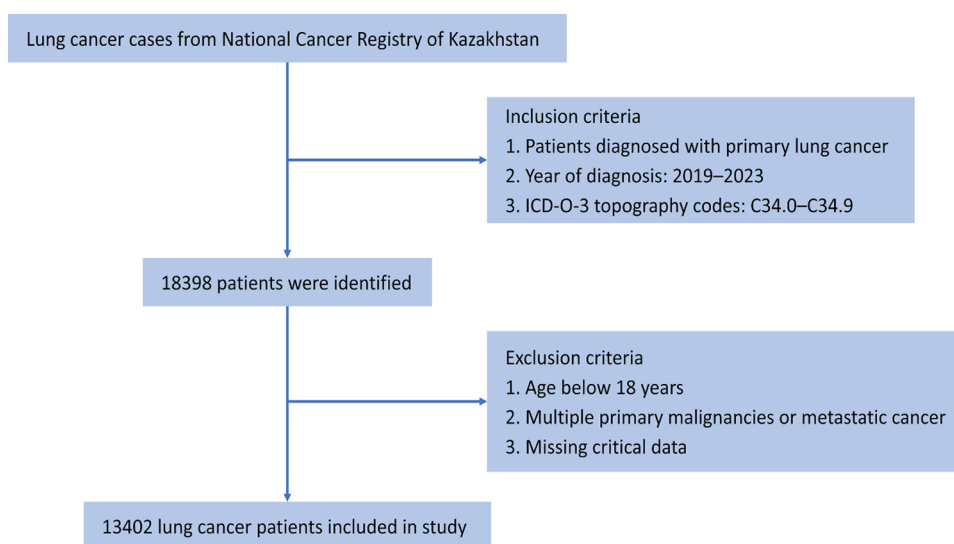 Lung cancer cases from National Cancer Registry of Kazakhstan
Inclusion criteria
1. Patients diagnosed with primary lung cancer
2. Year of diagnosis: 2019–2023
3. ICD-O-3 topography codes: C34.0–C34.9
18398 patients were identified
Exclusion criteria
1. Age below 18 years
2. Multiple primary malignancies or metastatic cancer
3. Missing critical data
13402 lung cancer patients included in study